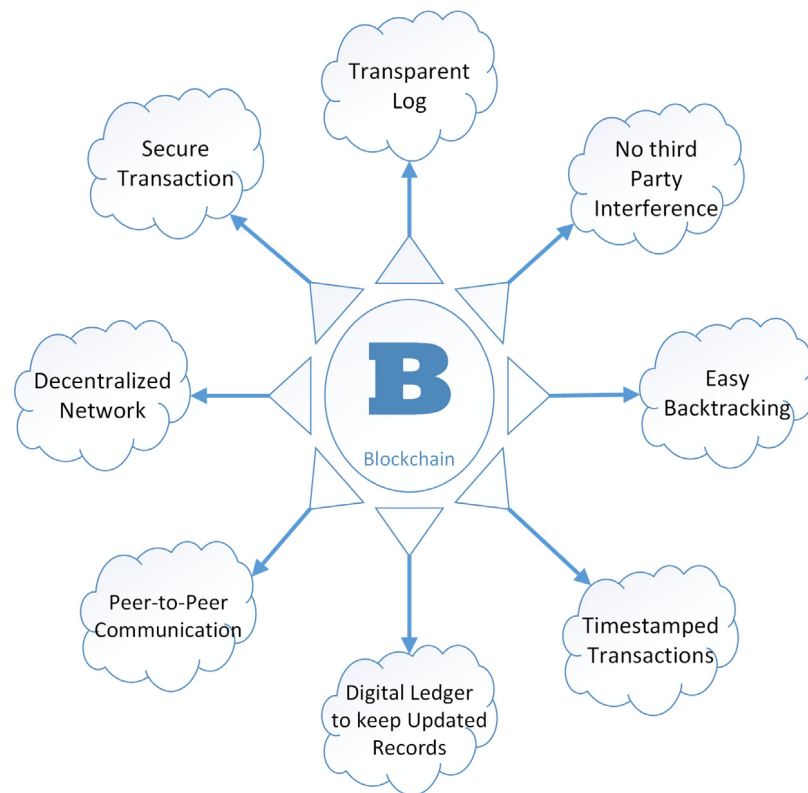 Transparent
Log
Secure
Transaction
No third
Party
Interference
Decentralized
Network
B
Blockchain
Easy
Backtracking
Peer-to-Peer
Communication
Timestamped
Transactions
Digital Ledger
to keep Updated
Records